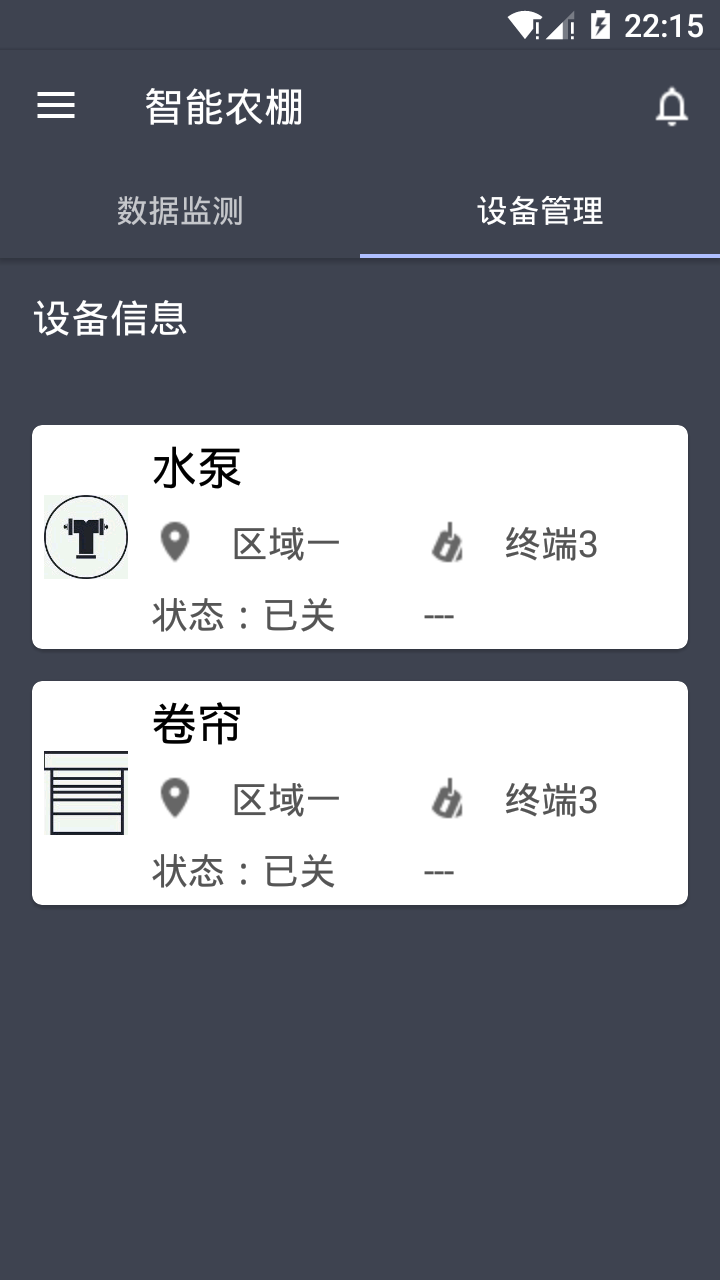 22:15
智能农棚
数据监测 设备管理
设备信息
水泵
区域一 终端3
状态：已关 ---
卷帘
区域一 终端3
状态：已关 ---